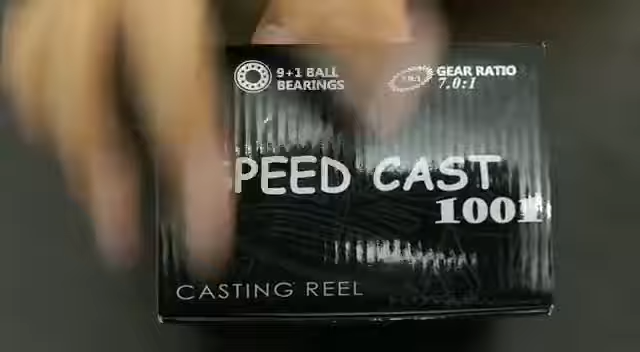 9+1 BALL
BEARINGS
GEAR RATIO
7.0:1
PEED CAST
1001
CASTING REEL